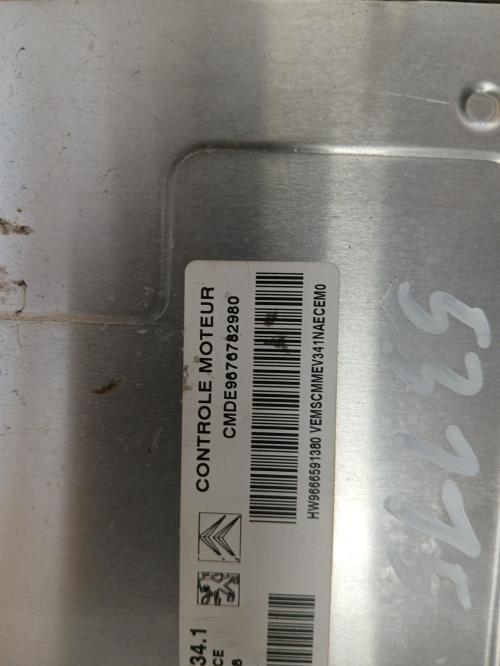 CONTROLE MOTEUR
CMDE9676782980
HW9666591380 VEMSCMMEV341NAECEM0
34.1
CE